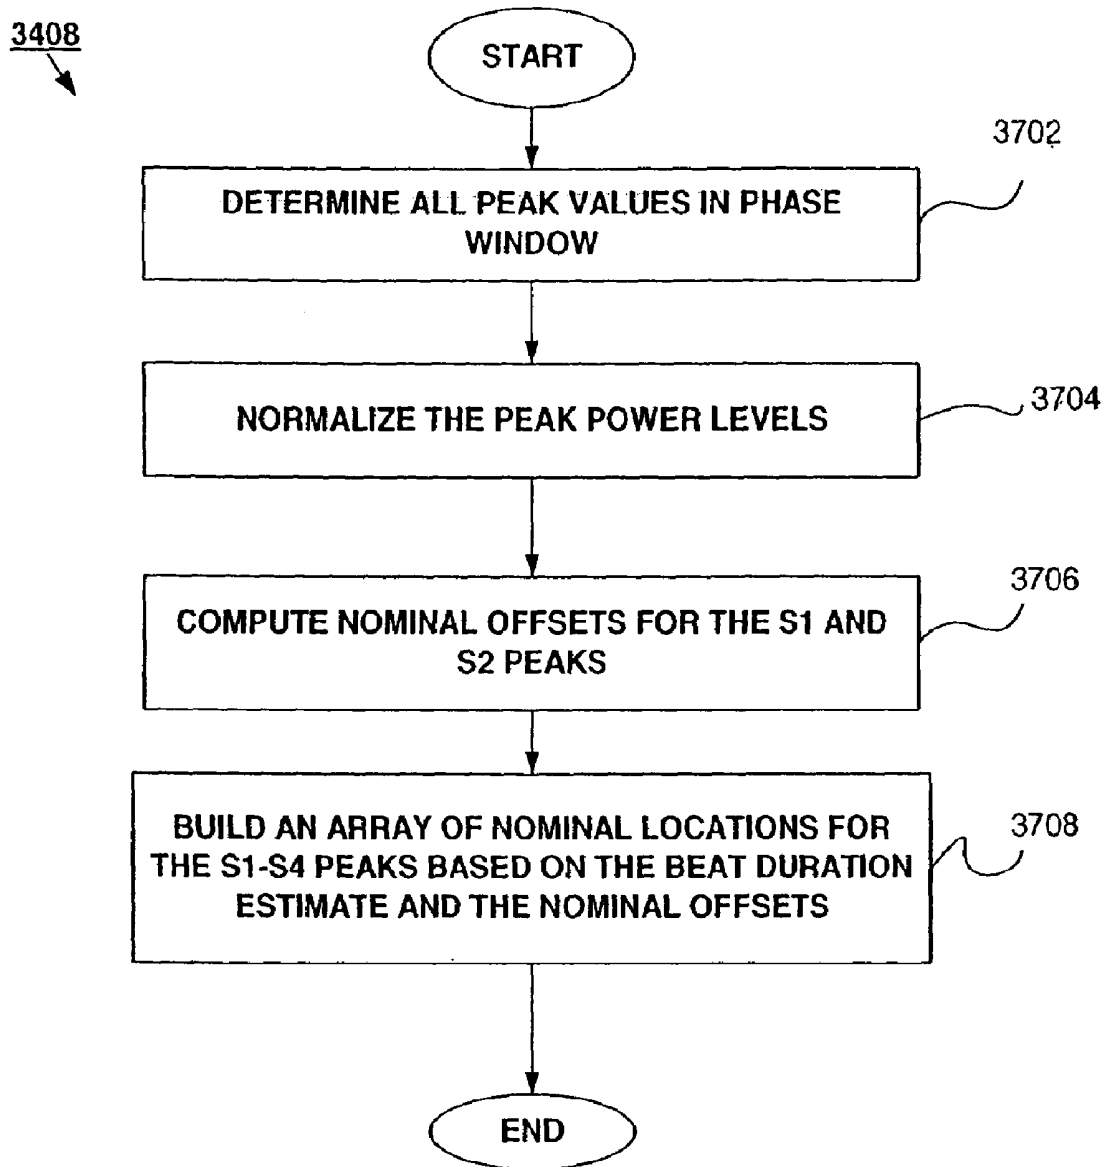 3408
START
3702
DETERMINE ALL PEAK VALUES IN PHASE
WINDOW
NORMALIZE THE PEAK POWER LEVELS
3704
3706
COMPUTE NOMINAL OFFSETS FOR THE S1 AND
S2 PEAKS
BUILD AN ARRAY OF NOMINAL LOCATIONS FOR
THE S1-S4 PEAKS BASED ON THE BEAT DURATION
ESTIMATE AND THE NOMINAL OFFSETS
3708
END